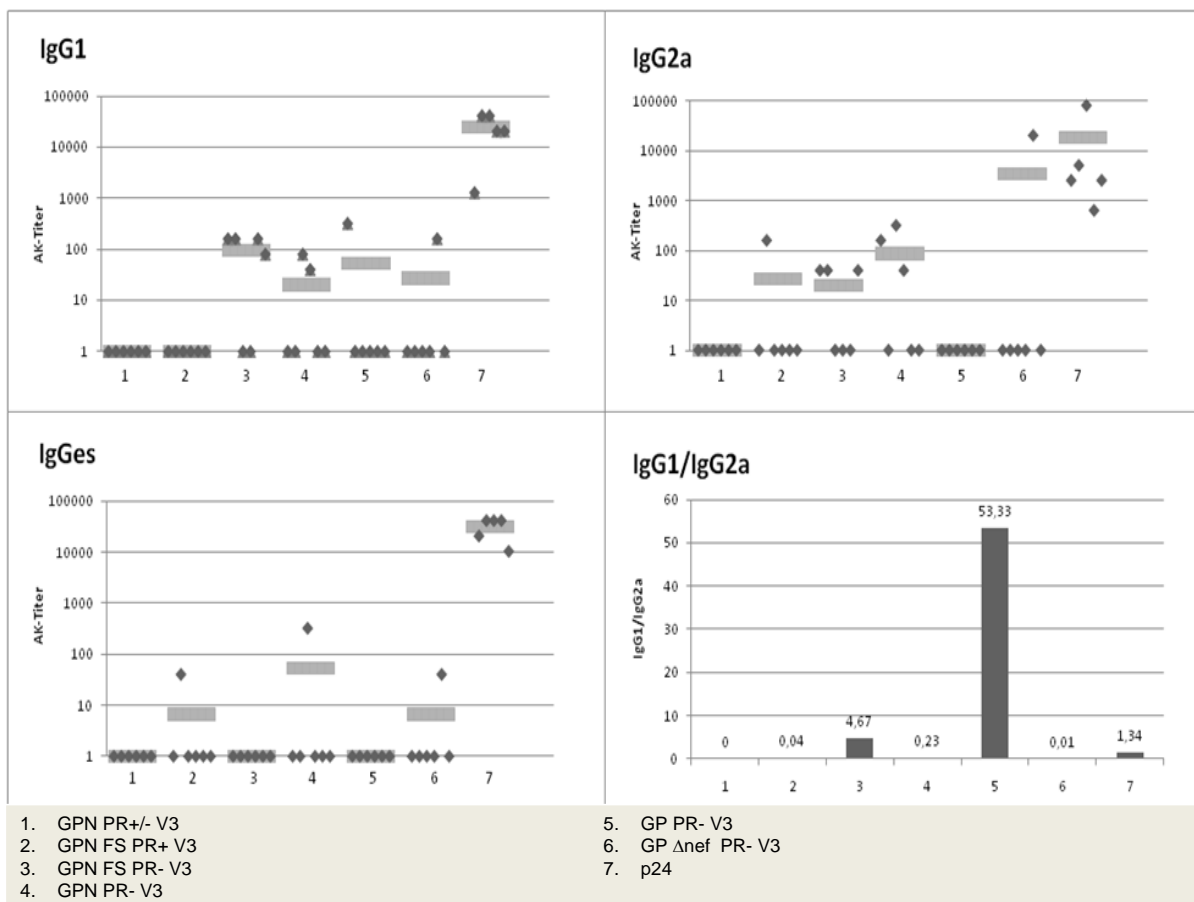 IgG1
100000
10000
1000
100
10
1
AK-Titer
1 2 3 4 5 6 7
IgG2a
100000
10000
1000
100
10
1
AK-Titer
1 2 3 4 5 6 7
IgGes
100000
10000
1000
100
10
1
AK-Titer
1 2 3 4 5 6 7
IgG1/IgG2a
60
50
40
30
20
10
0
IgG1/IgG2a
0 0,04 4,67 0,23 53,33 0,01 1,34
1 2 3 4 5 6 7
1. GPN PR+/- V3
2. GPN FS PR+ V3
3. GPN FS PR- V3
4. GPN PR- V3
5. GP PR- V3
6. GP Δnef PR- V3
7. p24